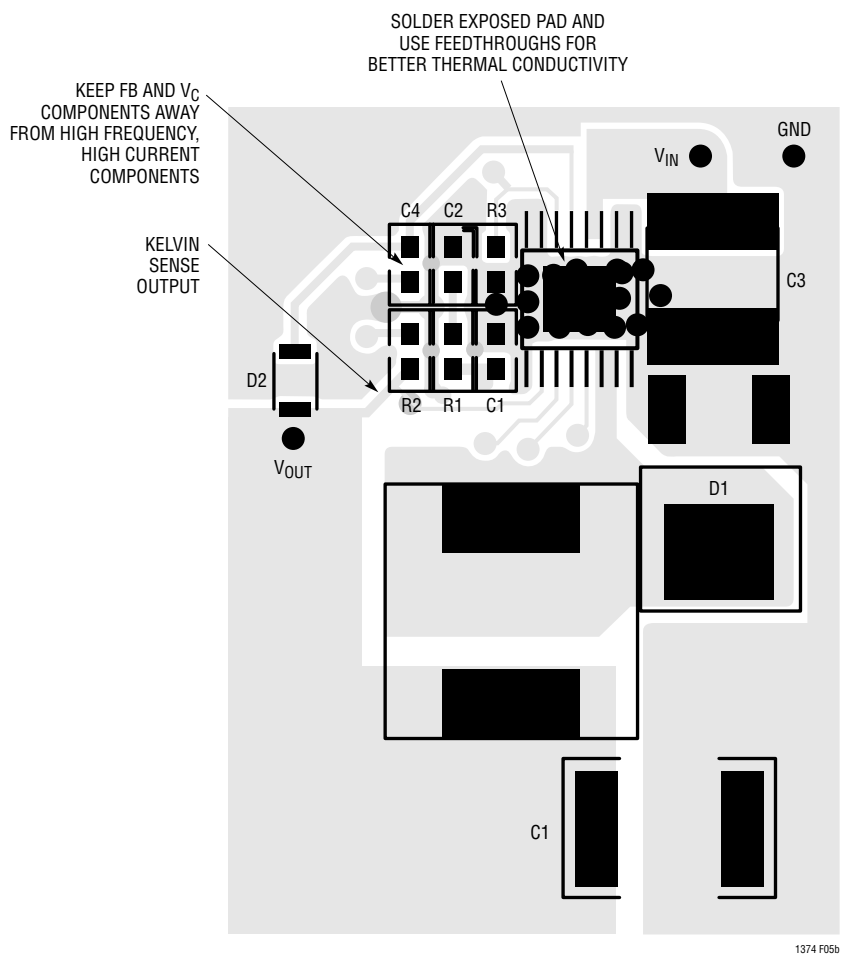 SOLDER EXPOSED PAD AND
USE FEEDTHROUGHS FOR
BETTER THERMAL CONDUCTIVITY
KEEP FB AND VC
COMPONENTS AWAY
FROM HIGH FREQUENCY,
HIGH CURRENT
COMPONENTS
GND
VIN
C4 C2 R3
KELVIN
SENSE
OUTPUT
C3
D2
R2 R1 C1
VOUT
D1
C1
1374 F05b